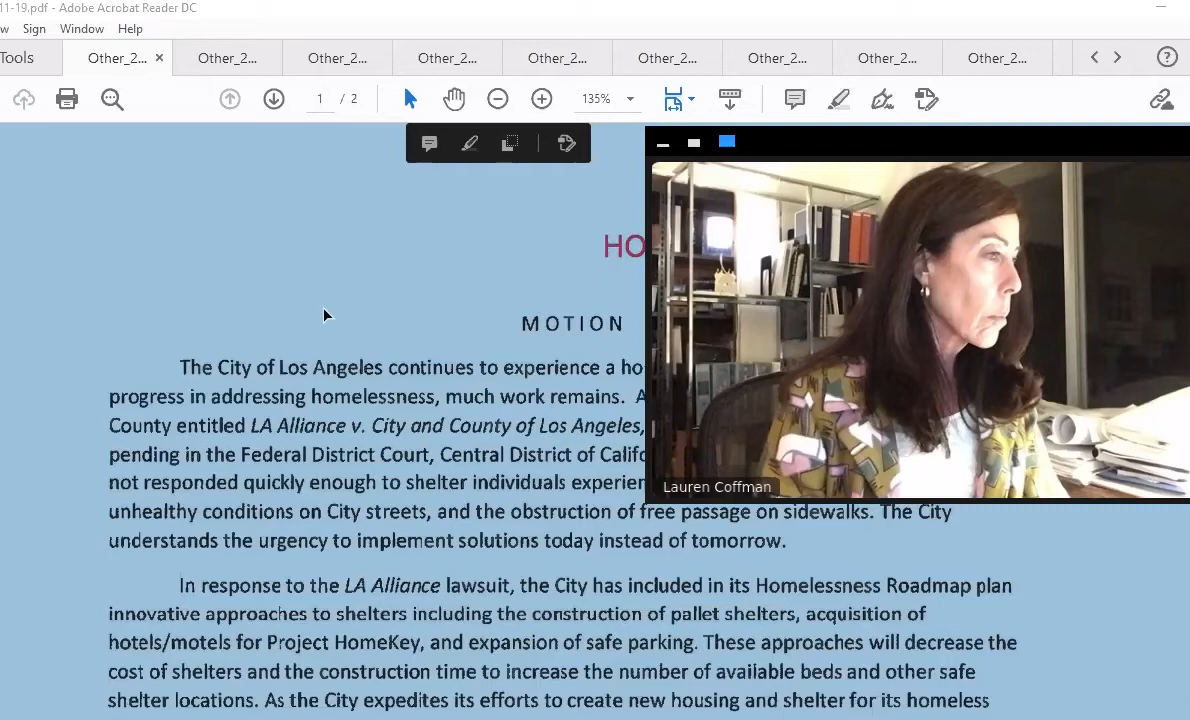 11-19.pdf - Adobe Acrobat Reader DC
w Sign Window Help
Tools Other_2... × Other_2... Other_2... Other_2... Other_2... Other_2... Other_2... Other_2... Other_2...
1 / 2 135%
HO
MOTION
The City of Los Angeles continues to experience a ho
progress in addressing homelessness, much work remains. A
County entitled LA Alliance v. City and County of Los Angeles,
pending in the Federal District Court, Central District of Califo
not responded quickly enough to shelter individuals experien
unhealthy conditions on City streets, and the obstruction of free passage on sidewalks. The City
understands the urgency to implement solutions today instead of tomorrow.
In response to the LA Alliance lawsuit, the City has included in its Homelessness Roadmap plan
innovative approaches to shelters including the construction of pallet shelters, acquisition of
hotels/motels for Project HomeKey, and expansion of safe parking. These approaches will decrease the
cost of shelters and the construction time to increase the number of available beds and other safe
shelter locations. As the City expedites its efforts to create new housing and shelter for its homeless
Lauren Coffman